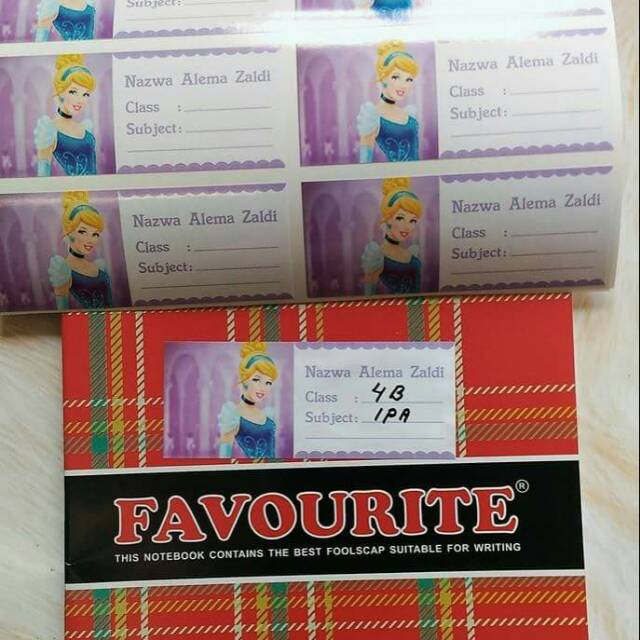 Subject:
Nazwa Alema Zaldi
Class :
Subject:
Nazwa Alema Zaldi
Class :
Subject:
Nazwa Alema Zaldi
Class :
Subject:
Nazwa Alema Zaldi
Class :
Subject:
Nazwa Alema Zaldi
Class : 4B
Subject: IPA
FAVOURITE®
THIS NOTEBOOK CONTAINS THE BEST FOOLSCAP SUITABLE FOR WRITING